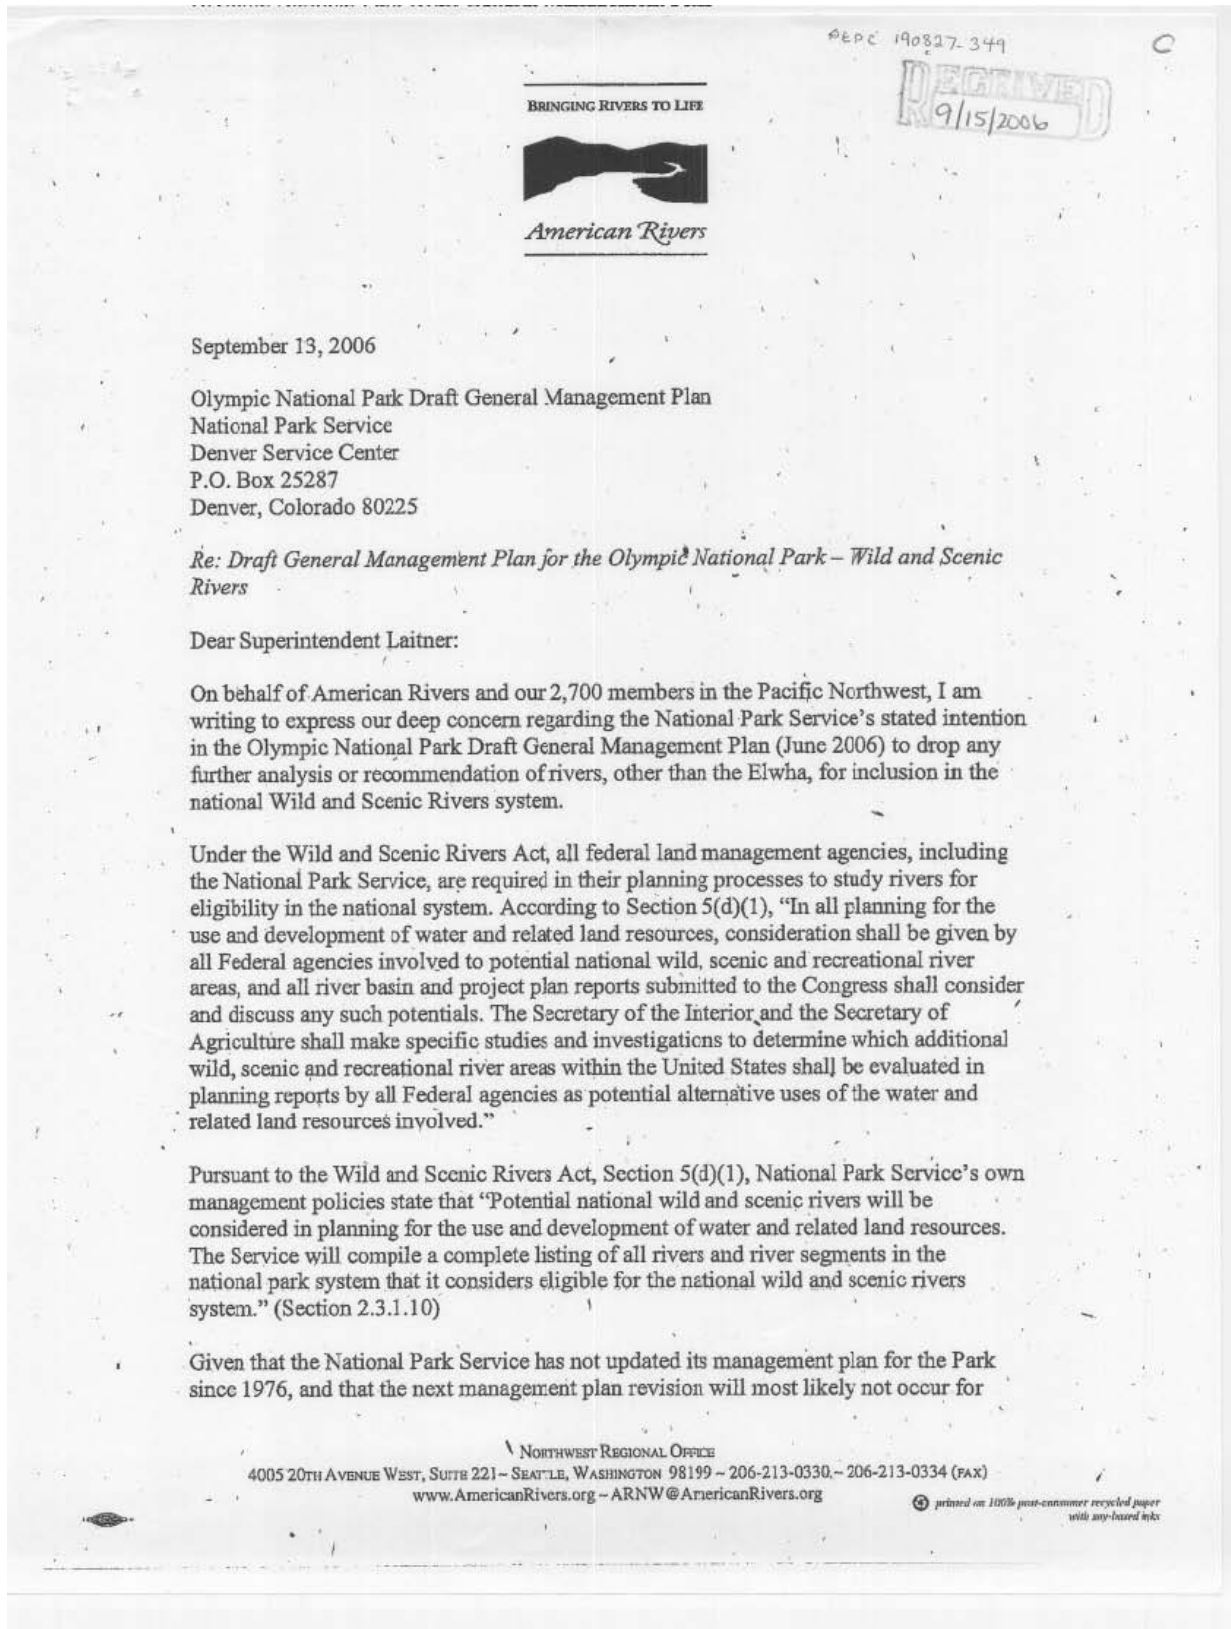 PEPC 190827-349
C
RECEIVED
9/15/2006
BRINGING RIVERS TO LIFE
American Rivers
September 13, 2006
Olympic National Park Draft General Management Plan
National Park Service
Denver Service Center
P.O. Box 25287
Denver, Colorado 80225
Re: Draft General Management Plan for the Olympic National Park – Wild and Scenic
Rivers
Dear Superintendent Laitner:
On behalf of American Rivers and our 2,700 members in the Pacific Northwest, I am
writing to express our deep concern regarding the National Park Service's stated intention
in the Olympic National Park Draft General Management Plan (June 2006) to drop any
further analysis or recommendation of rivers, other than the Elwha, for inclusion in the
national Wild and Scenic Rivers system.
Under the Wild and Scenic Rivers Act, all federal land management agencies, including
the National Park Service, are required in their planning processes to study rivers for
eligibility in the national system. According to Section 5(d)(1), “In all planning for the
use and development of water and related land resources, consideration shall be given by
all Federal agencies involved to potential national wild, scenic and recreational river
areas, and all river basin and project plan reports submitted to the Congress shall consider
and discuss any such potentials. The Secretary of the Interior and the Secretary of
Agriculture shall make specific studies and investigations to determine which additional
wild, scenic and recreational river areas within the United States shall be evaluated in
planning reports by all Federal agencies as potential alternative uses of the water and
related land resources involved.”
Pursuant to the Wild and Scenic Rivers Act, Section 5(d)(1), National Park Service's own
management policies state that “Potential national wild and scenic rivers will be
considered in planning for the use and development of water and related land resources.
The Service will compile a complete listing of all rivers and river segments in the
national park system that it considers eligible for the national wild and scenic rivers
system.” (Section 2.3.1.10)
Given that the National Park Service has not updated its management plan for the Park
since 1976, and that the next management plan revision will most likely not occur for
NORTHWEST REGIONAL OFFICE
4005 20TH AVENUE WEST, SUITE 221 ~ SEATTLE, WASHINGTON 98199 ~ 206-213-0330 ~ 206-213-0334 (FAX)
www.AmericanRivers.org ~ ARNW@AmericanRivers.org
printed on 100% post-consumer recycled paper
with soy-based inks